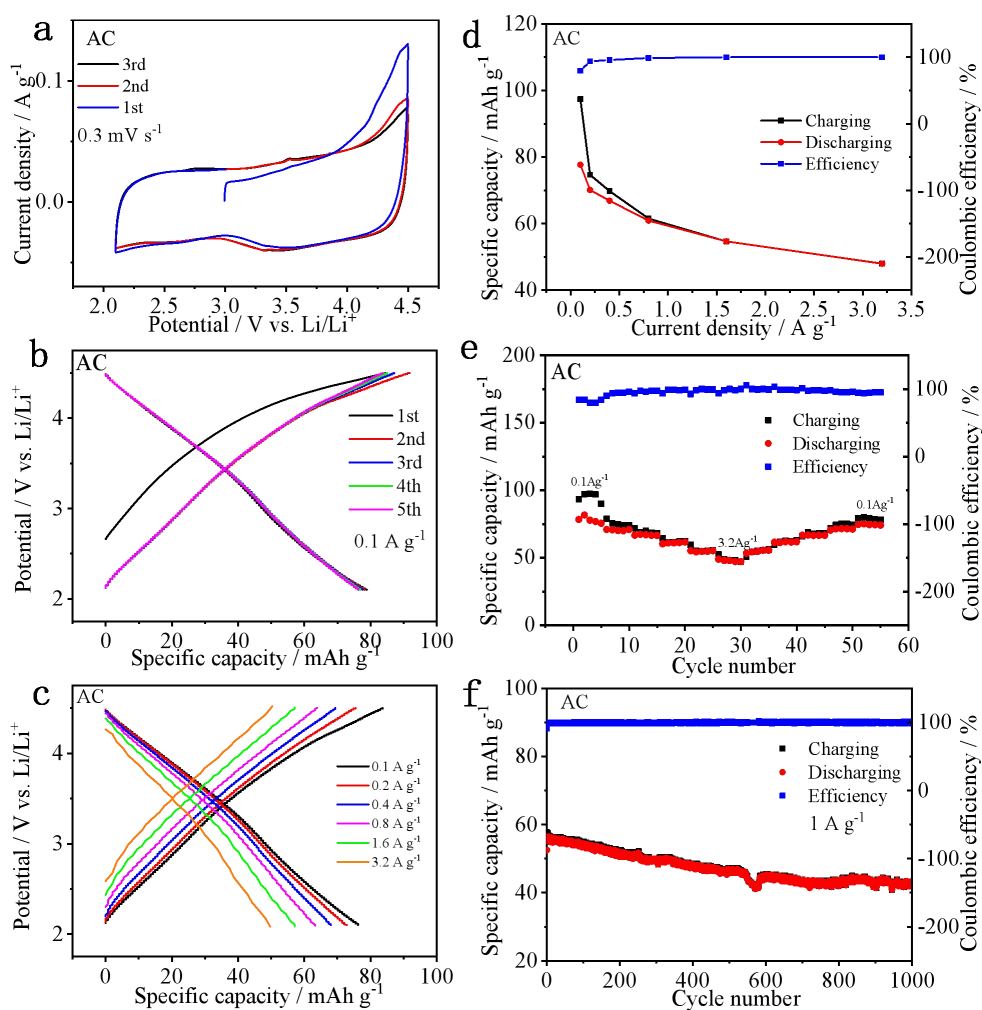 a
AC
3rd
2nd
1st
0.3 mV s-1
0.1
0.0
Current density / A g-1
2.0 2.5 3.0 3.5 4.0 4.5
Potential / V vs. Li/Li+
d
AC
120
110
100
80
60
40
100
0
-100
-200
Specific capacity / mAh g-1
Coulombic efficiency / %
Charging
Discharging
Efficiency
0.0 0.5 1.0 1.5 2.0 2.5 3.0 3.5
Current density / A g-1
b
AC
4
3
2
Potential / V vs. Li/Li+
1st
2nd
3rd
4th
5th
0.1 A g-1
0 20 40 60 80 100
Specific capacity / mAh g-1
e
AC
200
175
150
125
100
75
50
25
0
100
0
-100
-200
Specific capacity / mAh g-1
Coulombic efficiency / %
Charging
Discharging
Efficiency
0.1Ag-1
3.2Ag-1
0.1Ag-1
0 10 20 30 40 50 60
Cycle number
c
AC
4
3
2
Potential / V vs. Li/Li+
0.1 A g-1
0.2 A g-1
0.4 A g-1
0.8 A g-1
1.6 A g-1
3.2 A g-1
0 20 40 60 80 100
Specific capacity / mAh g-1
f
AC
100
80
60
40
20
100
0
-100
-200
Specific capacity / mAh g-1
Coulombic efficiency / %
Charging
Discharging
Efficiency
1 A g-1
0 200 400 600 800 1000
Cycle number